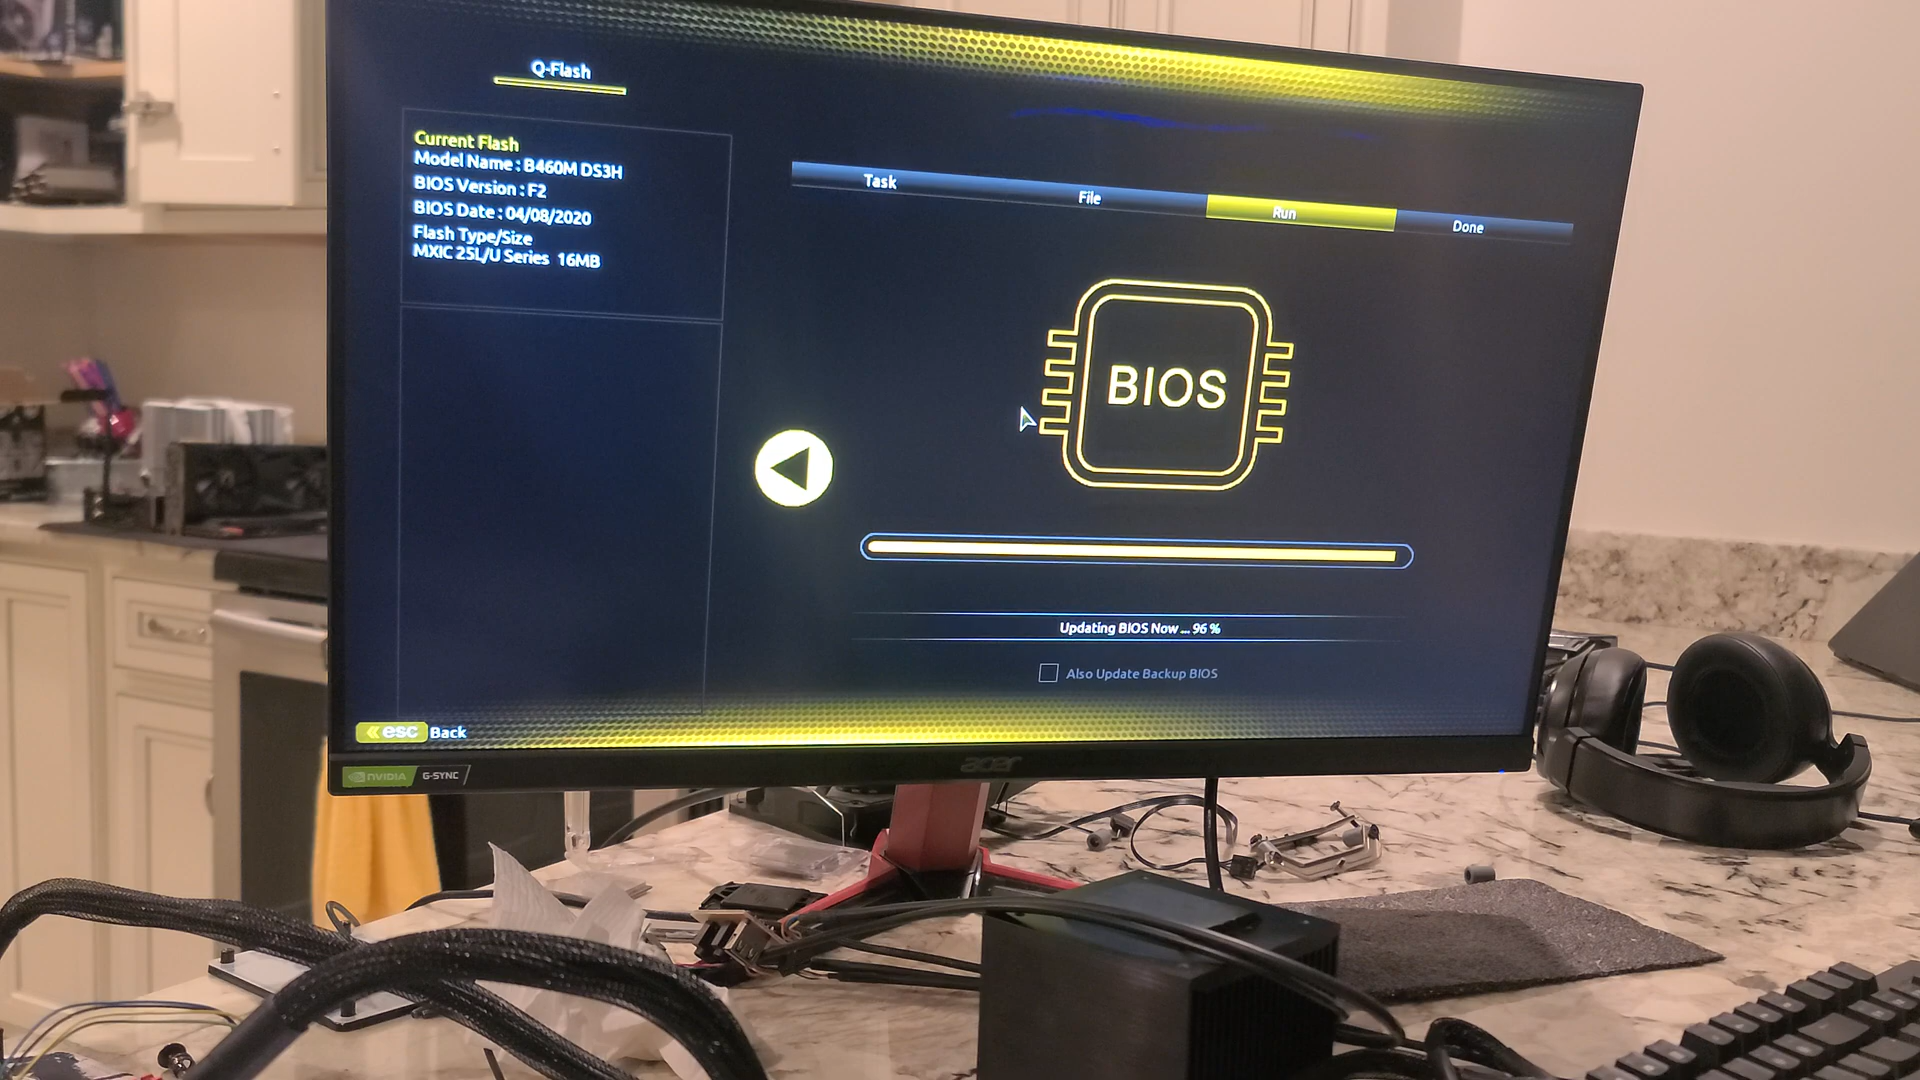 Q-Flash
Current Flash
Model Name : B460M DS3H
BIOS Version : F2
BIOS Date : 04/08/2020
Flash Type/Size
MXIC 25L/U Series 16MB
Task
File
Run
Done
BIOS
Updating BIOS Now ... 96 %
Also Update Backup BIOS
esc Back
NVIDIA G-SYNC
acer